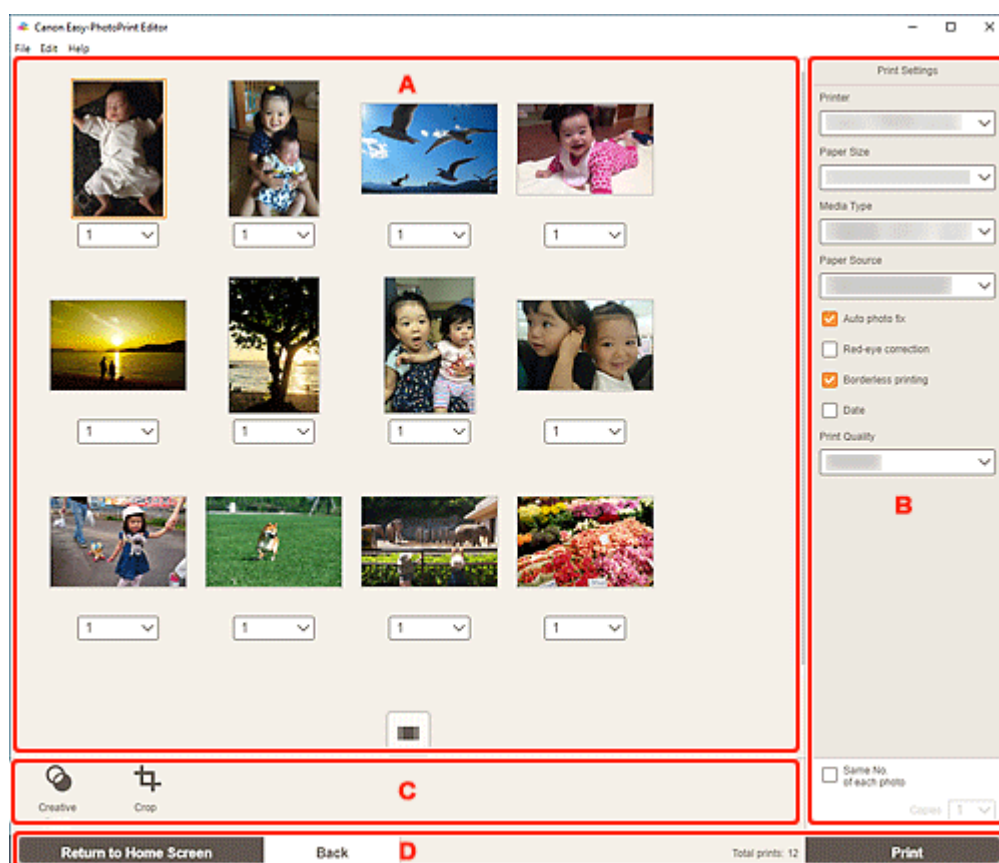 Canon Easy-PhotoPrint Editor
File Edit Help
A
Print Settings
Printer
Paper Size
Media Type
Paper Source
Auto photo fix
Red-eye correction
Borderless printing
Date
Print Quality
B
1 1 1 1
1 1 1 1
1 1 1 1
Same No.
of each photo
Copies 1
Creative Crop
C
Return to Home Screen Back D Total prints: 12 Print